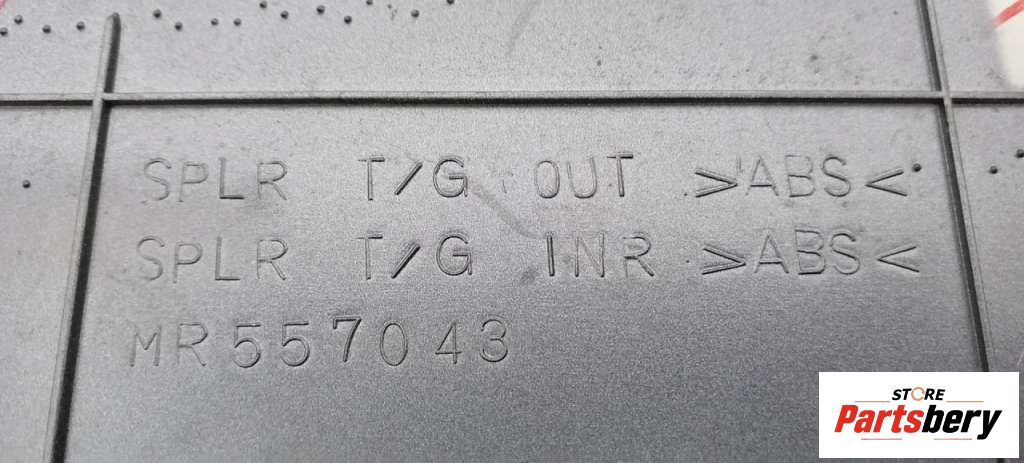 SPLR T/G OUT >ABS<
SPLR T/G INR >ABS<
MR557043
STORE
Partsbery